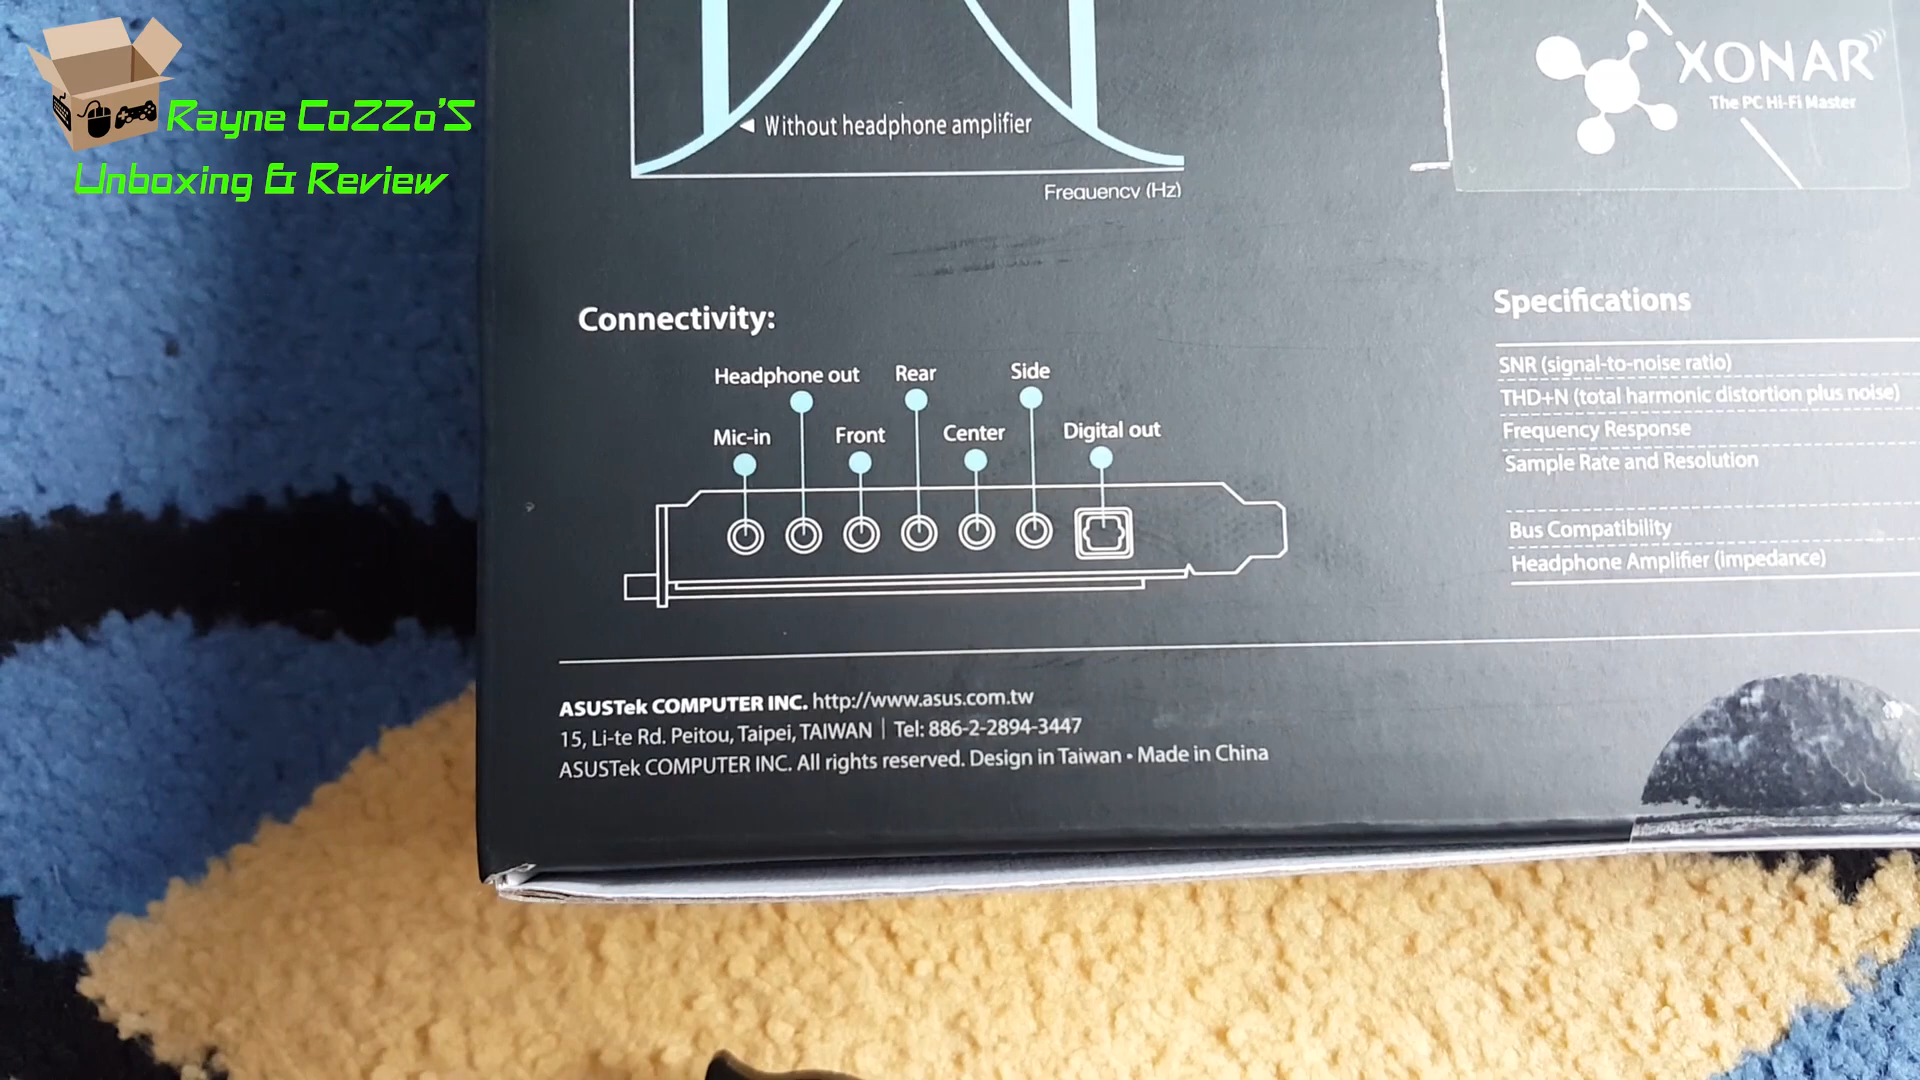 Rayne CoZZo'S
Unboxing & Review
◄ Without headphone amplifier
Frequency (Hz)
XONAR
The PC Hi-Fi Master
Connectivity:
Headphone out Rear Side
Mic-in Front Center Digital out
Specifications
SNR (signal-to-noise ratio)
THD+N (total harmonic distortion plus noise)
Frequency Response
Sample Rate and Resolution
Bus Compatibility
Headphone Amplifier (impedance)
ASUSTek COMPUTER INC. http://www.asus.com.tw
15, Li-te Rd. Peitou, Taipei, TAIWAN | Tel: 886-2-2894-3447
ASUSTek COMPUTER INC. All rights reserved. Design in Taiwan • Made in China